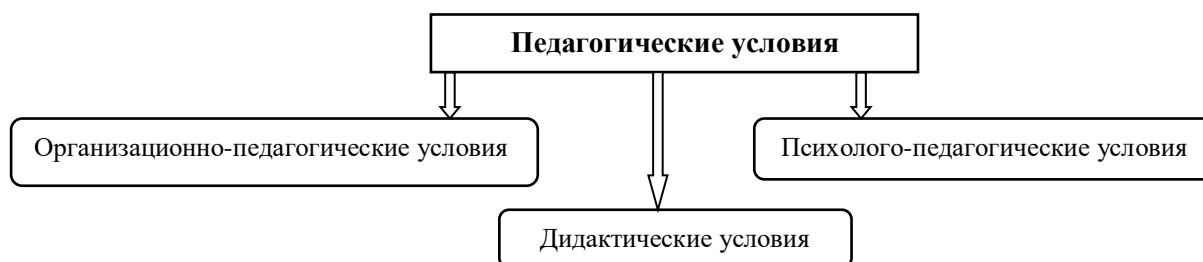 Педагогические условия
Организационно-педагогические условия
Психолого-педагогические условия
Дидактические условия